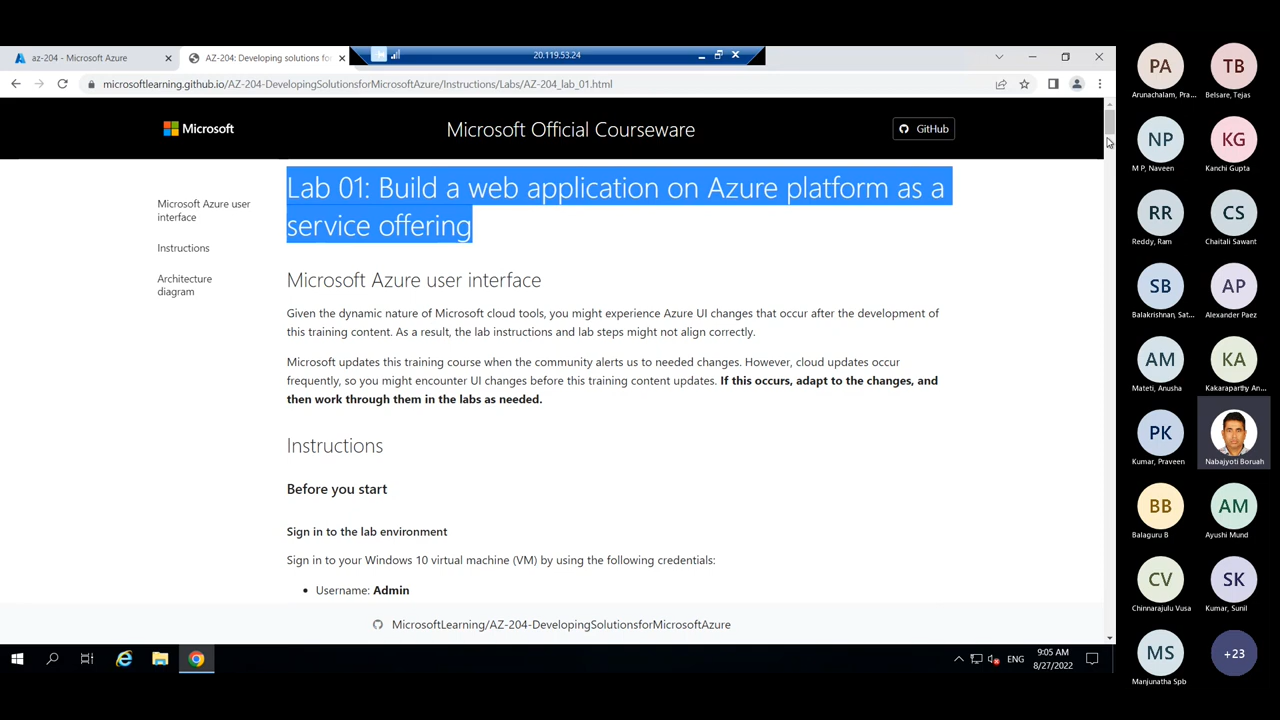 az-204 - Microsoft Azure
AZ-204: Developing solutions fo
20.119.53.24
microsoftlearning.github.io/AZ-204-DevelopingSolutionsforMicrosoftAzure/Instructions/Labs/AZ-204_lab_01.html
Microsoft
Microsoft Official Courseware
GitHub
Microsoft Azure user
interface
Instructions
Architecture
diagram
Lab 01: Build a web application on Azure platform as a
service offering
Microsoft Azure user interface
Given the dynamic nature of Microsoft cloud tools, you might experience Azure UI changes that occur after the development of
this training content. As a result, the lab instructions and lab steps might not align correctly.
Microsoft updates this training course when the community alerts us to needed changes. However, cloud updates occur
frequently, so you might encounter UI changes before this training content updates. If this occurs, adapt to the changes, and
then work through them in the labs as needed.
Instructions
Before you start
Sign in to the lab environment
Sign in to your Windows 10 virtual machine (VM) by using the following credentials:
• Username: Admin
MicrosoftLearning/AZ-204-DevelopingSolutionsforMicrosoftAzure
ENG
9:05 AM
8/27/2022
PA
Arunachalam, Pra...
TB
Belsare, Tejas
NP
M P, Naveen
KG
Kanchi Gupta
RR
Reddy, Ram
CS
Chaitali Sawant
SB
Balakrishnan, Sat...
AP
Alexander Paez
AM
Mateti, Anusha
KA
Kakaraparthy An...
PK
Kumar, Praveen
Nabajyoti Boruah
BB
Balaguru B
AM
Ayushi Mund
CV
Chinnarajulu Vusa
SK
Kumar, Sunil
MS
Manjunatha Spb
+23